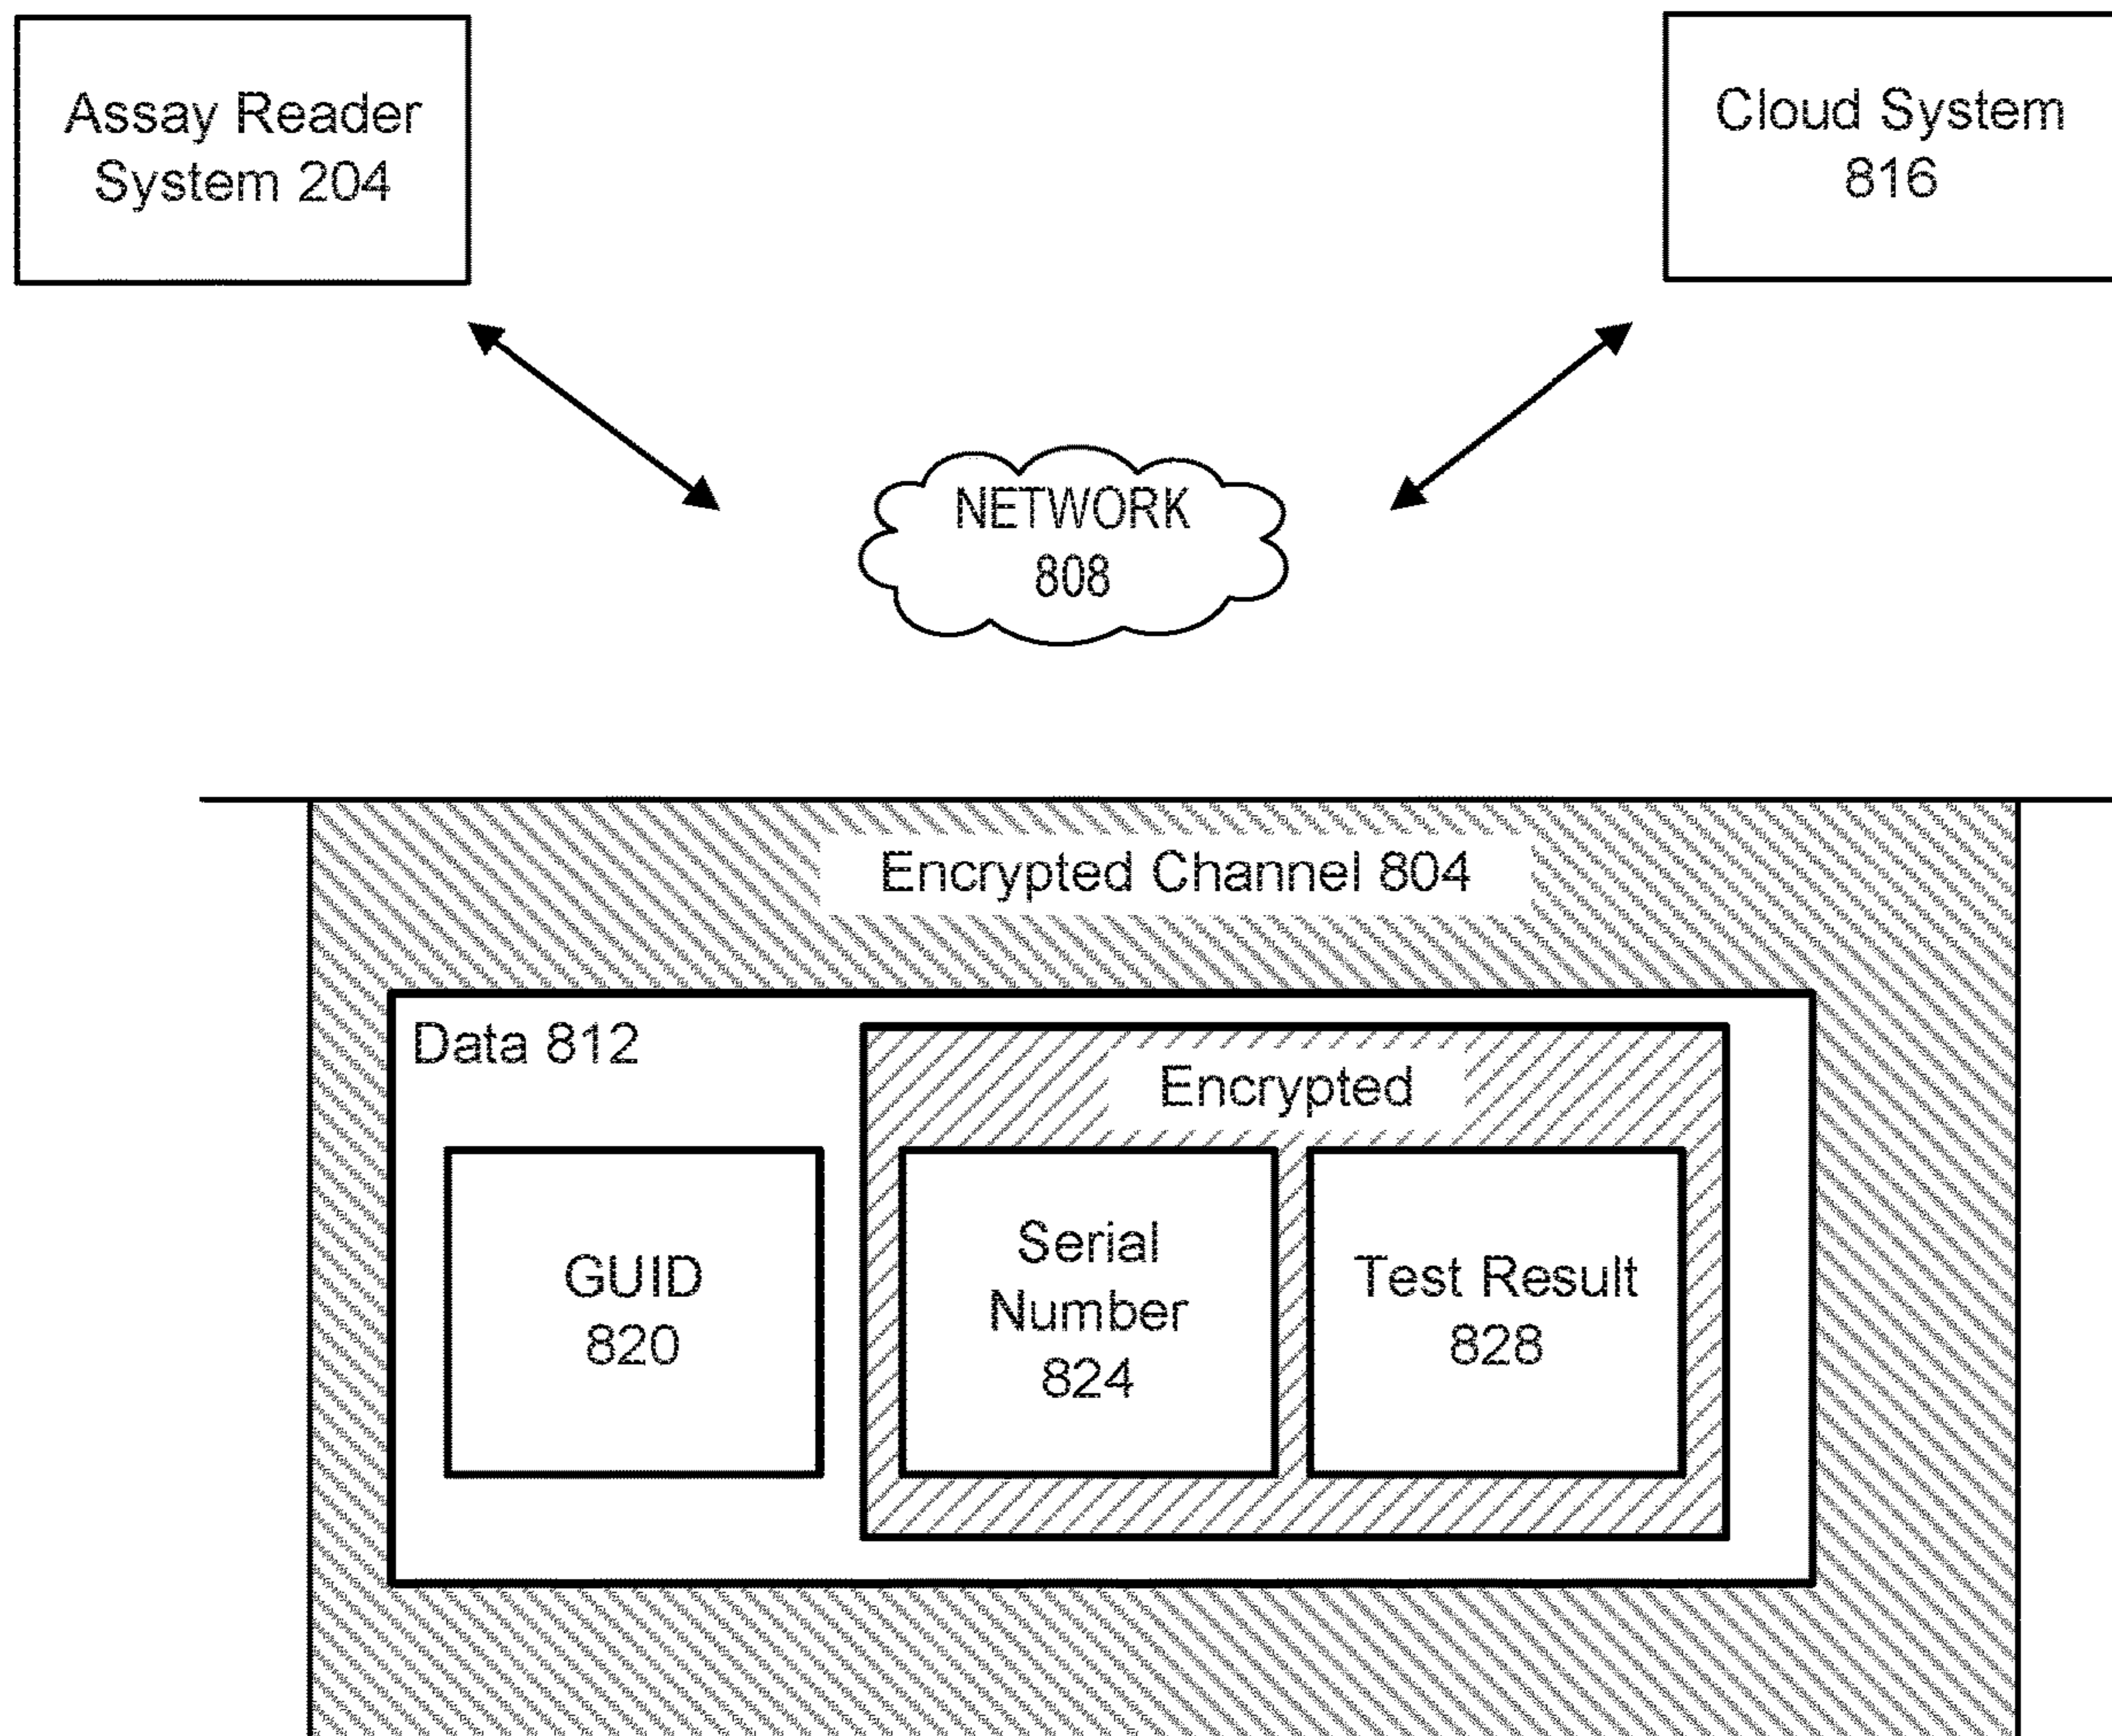 Assay Reader
System 204
Cloud System
816
NETWORK
808
Encrypted Channel 804
Data 812
Encrypted
GUID
820
Serial
Number
824
Test Result
828